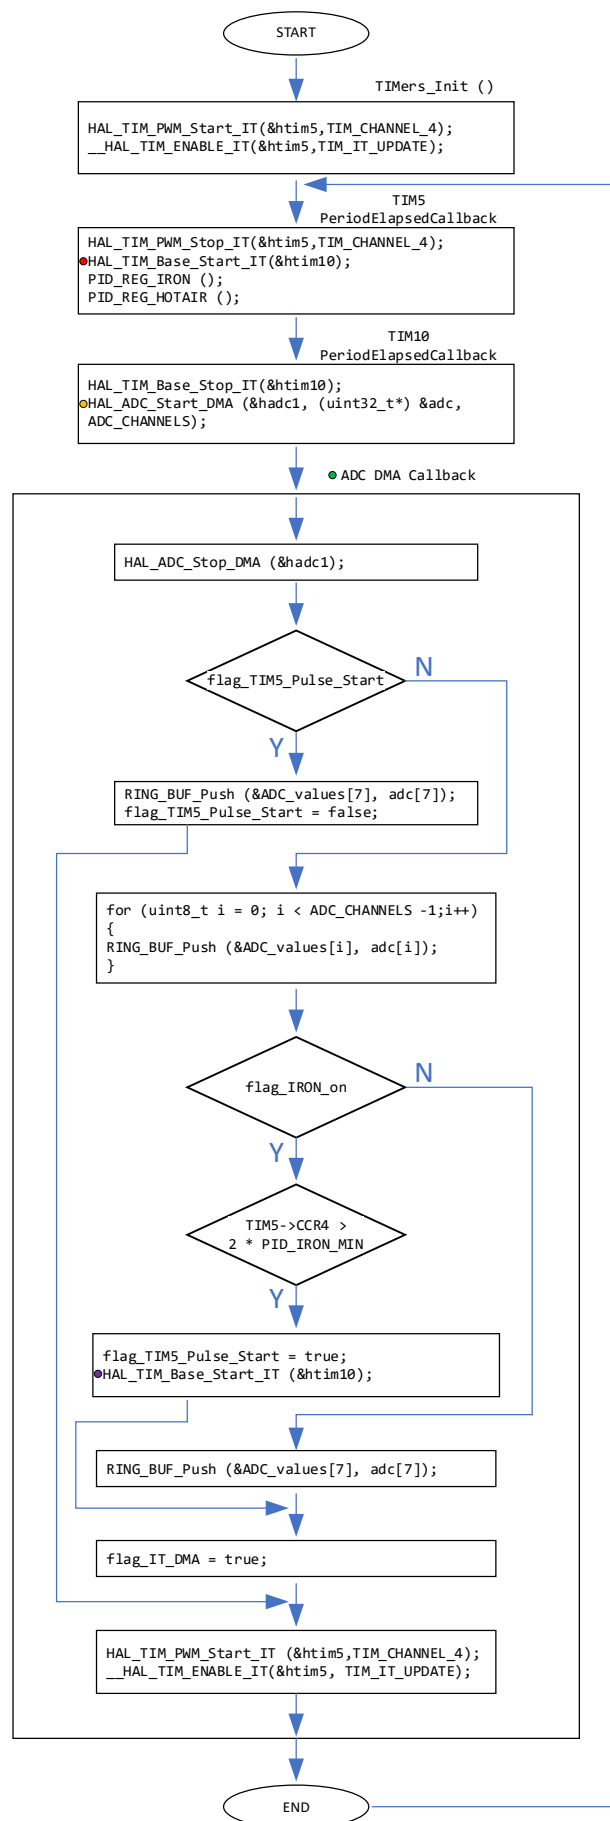 START
TIMers_Init ()
HAL_TIM_PWM_Start_IT(&htim5,TIM_CHANNEL_4);
__HAL_TIM_ENABLE_IT(&htim5,TIM_IT_UPDATE);
TIM5
PeriodElapsedCallback
HAL_TIM_PWM_Stop_IT(&htim5,TIM_CHANNEL_4);
HAL_TIM_Base_Start_IT(&htim10);
PID_REG_IRON ();
PID_REG_HOTAIR ();
TIM10
PeriodElapsedCallback
HAL_TIM_Base_Stop_IT(&htim10);
HAL_ADC_Start_DMA (&hadc1, (uint32_t*) &adc,
ADC_CHANNELS);
ADC DMA Callback
HAL_ADC_Stop_DMA (&hadc1);
flag_TIM5_Pulse_Start
N
Y
RING_BUF_Push (&ADC_values[7], adc[7]);
flag_TIM5_Pulse_Start = false;
for (uint8_t i = 0; i < ADC_CHANNELS -1;i++)
{
RING_BUF_Push (&ADC_values[i], adc[i]);
}
flag_IRON_on
N
Y
TIM5->CCR4 >
2 * PID_IRON_MIN
Y
flag_TIM5_Pulse_Start = true;
HAL_TIM_Base_Start_IT (&htim10);
RING_BUF_Push (&ADC_values[7], adc[7]);
flag_IT_DMA = true;
HAL_TIM_PWM_Start_IT (&htim5,TIM_CHANNEL_4);
__HAL_TIM_ENABLE_IT(&htim5, TIM_IT_UPDATE);
END